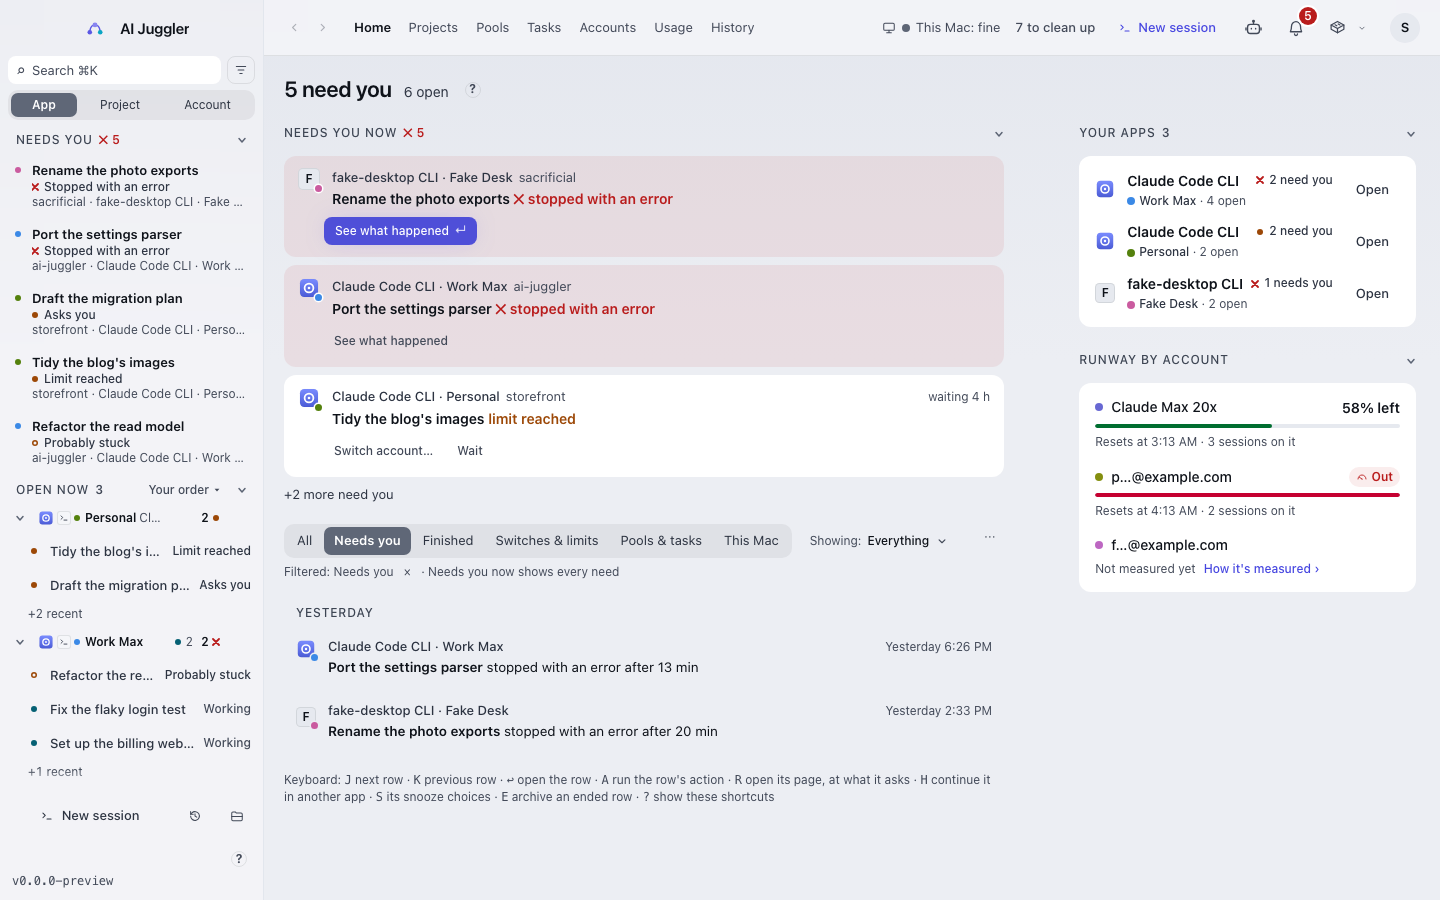 AI Juggler
Search ⌘K
App Project Account
NEEDS YOU 5
Rename the photo exports
Stopped with an error
sacrificial · fake-desktop CLI · Fake ...
Port the settings parser
Stopped with an error
ai-juggler · Claude Code CLI · Work ...
Draft the migration plan
Asks you
storefront · Claude Code CLI · Perso...
Tidy the blog's images
Limit reached
storefront · Claude Code CLI · Perso...
Refactor the read model
Probably stuck
ai-juggler · Claude Code CLI · Work ...
OPEN NOW 3 Your order
Personal Cl... 2
Tidy the blog's i... Limit reached
Draft the migration p... Asks you
+2 recent
Work Max 2 2
Refactor the re... Probably stuck
Fix the flaky login test Working
Set up the billing web... Working
+1 recent
New session
?
v0.0.0-preview
Home Projects Pools Tasks Accounts Usage History
This Mac: fine 7 to clean up New session 5 S
5 need you 6 open ?
NEEDS YOU NOW 5
F fake-desktop CLI · Fake Desk sacrificial
Rename the photo exports stopped with an error
See what happened
Claude Code CLI · Work Max ai-juggler
Port the settings parser stopped with an error
See what happened
Claude Code CLI · Personal storefront waiting 4 h
Tidy the blog's images limit reached
Switch account... Wait
+2 more need you
All Needs you Finished Switches & limits Pools & tasks This Mac Showing: Everything ...
Filtered: Needs you × · Needs you now shows every need
YESTERDAY
Claude Code CLI · Work Max Yesterday 6:26 PM
Port the settings parser stopped with an error after 13 min
F fake-desktop CLI · Fake Desk Yesterday 2:33 PM
Rename the photo exports stopped with an error after 20 min
Keyboard: J next row · K previous row · ↩ open the row · A run the row's action · R open its page, at what it asks · H continue it
in another app · S its snooze choices · E archive an ended row · ? show these shortcuts
YOUR APPS 3
Claude Code CLI 2 need you Open
Work Max · 4 open
Claude Code CLI 2 need you Open
Personal · 2 open
F fake-desktop CLI 1 needs you Open
Fake Desk · 2 open
RUNWAY BY ACCOUNT
Claude Max 20x 58% left
Resets at 3:13 AM · 3 sessions on it
p...@example.com Out
Resets at 4:13 AM · 2 sessions on it
f...@example.com
Not measured yet How it's measured ›